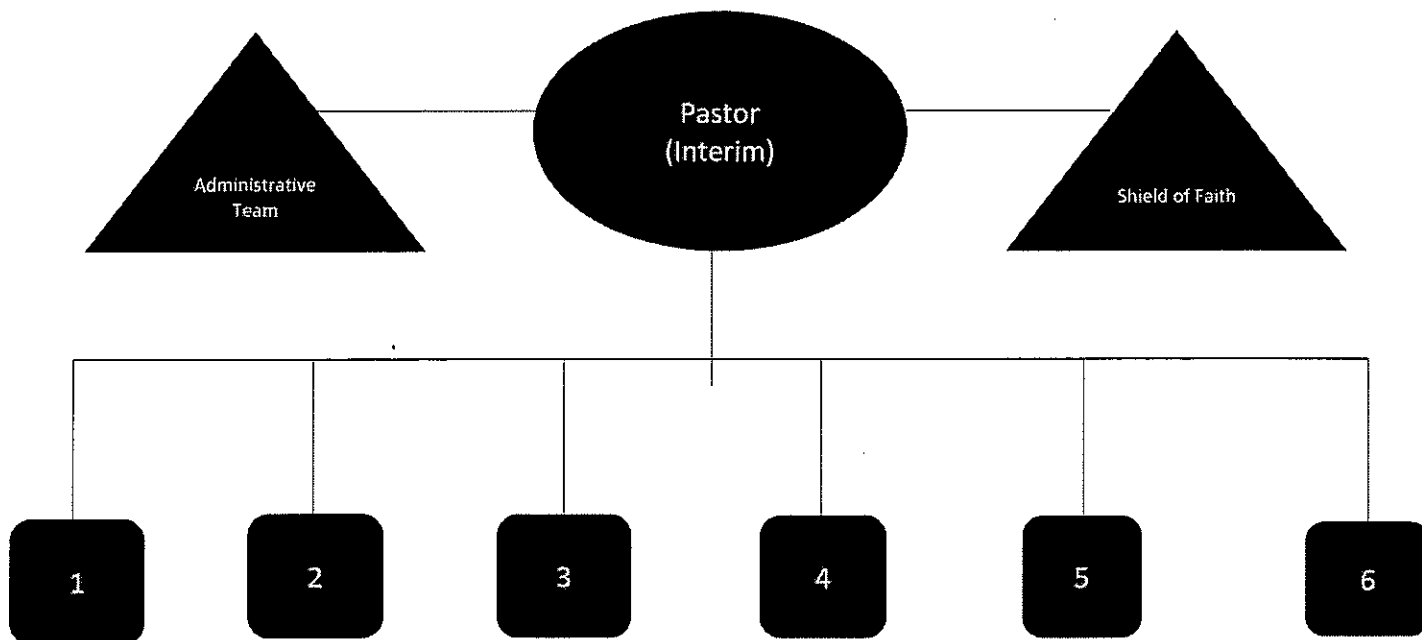 Pastor
(Interim)
Administrative
Team
Shield of Faith
1
2
3
4
5
6